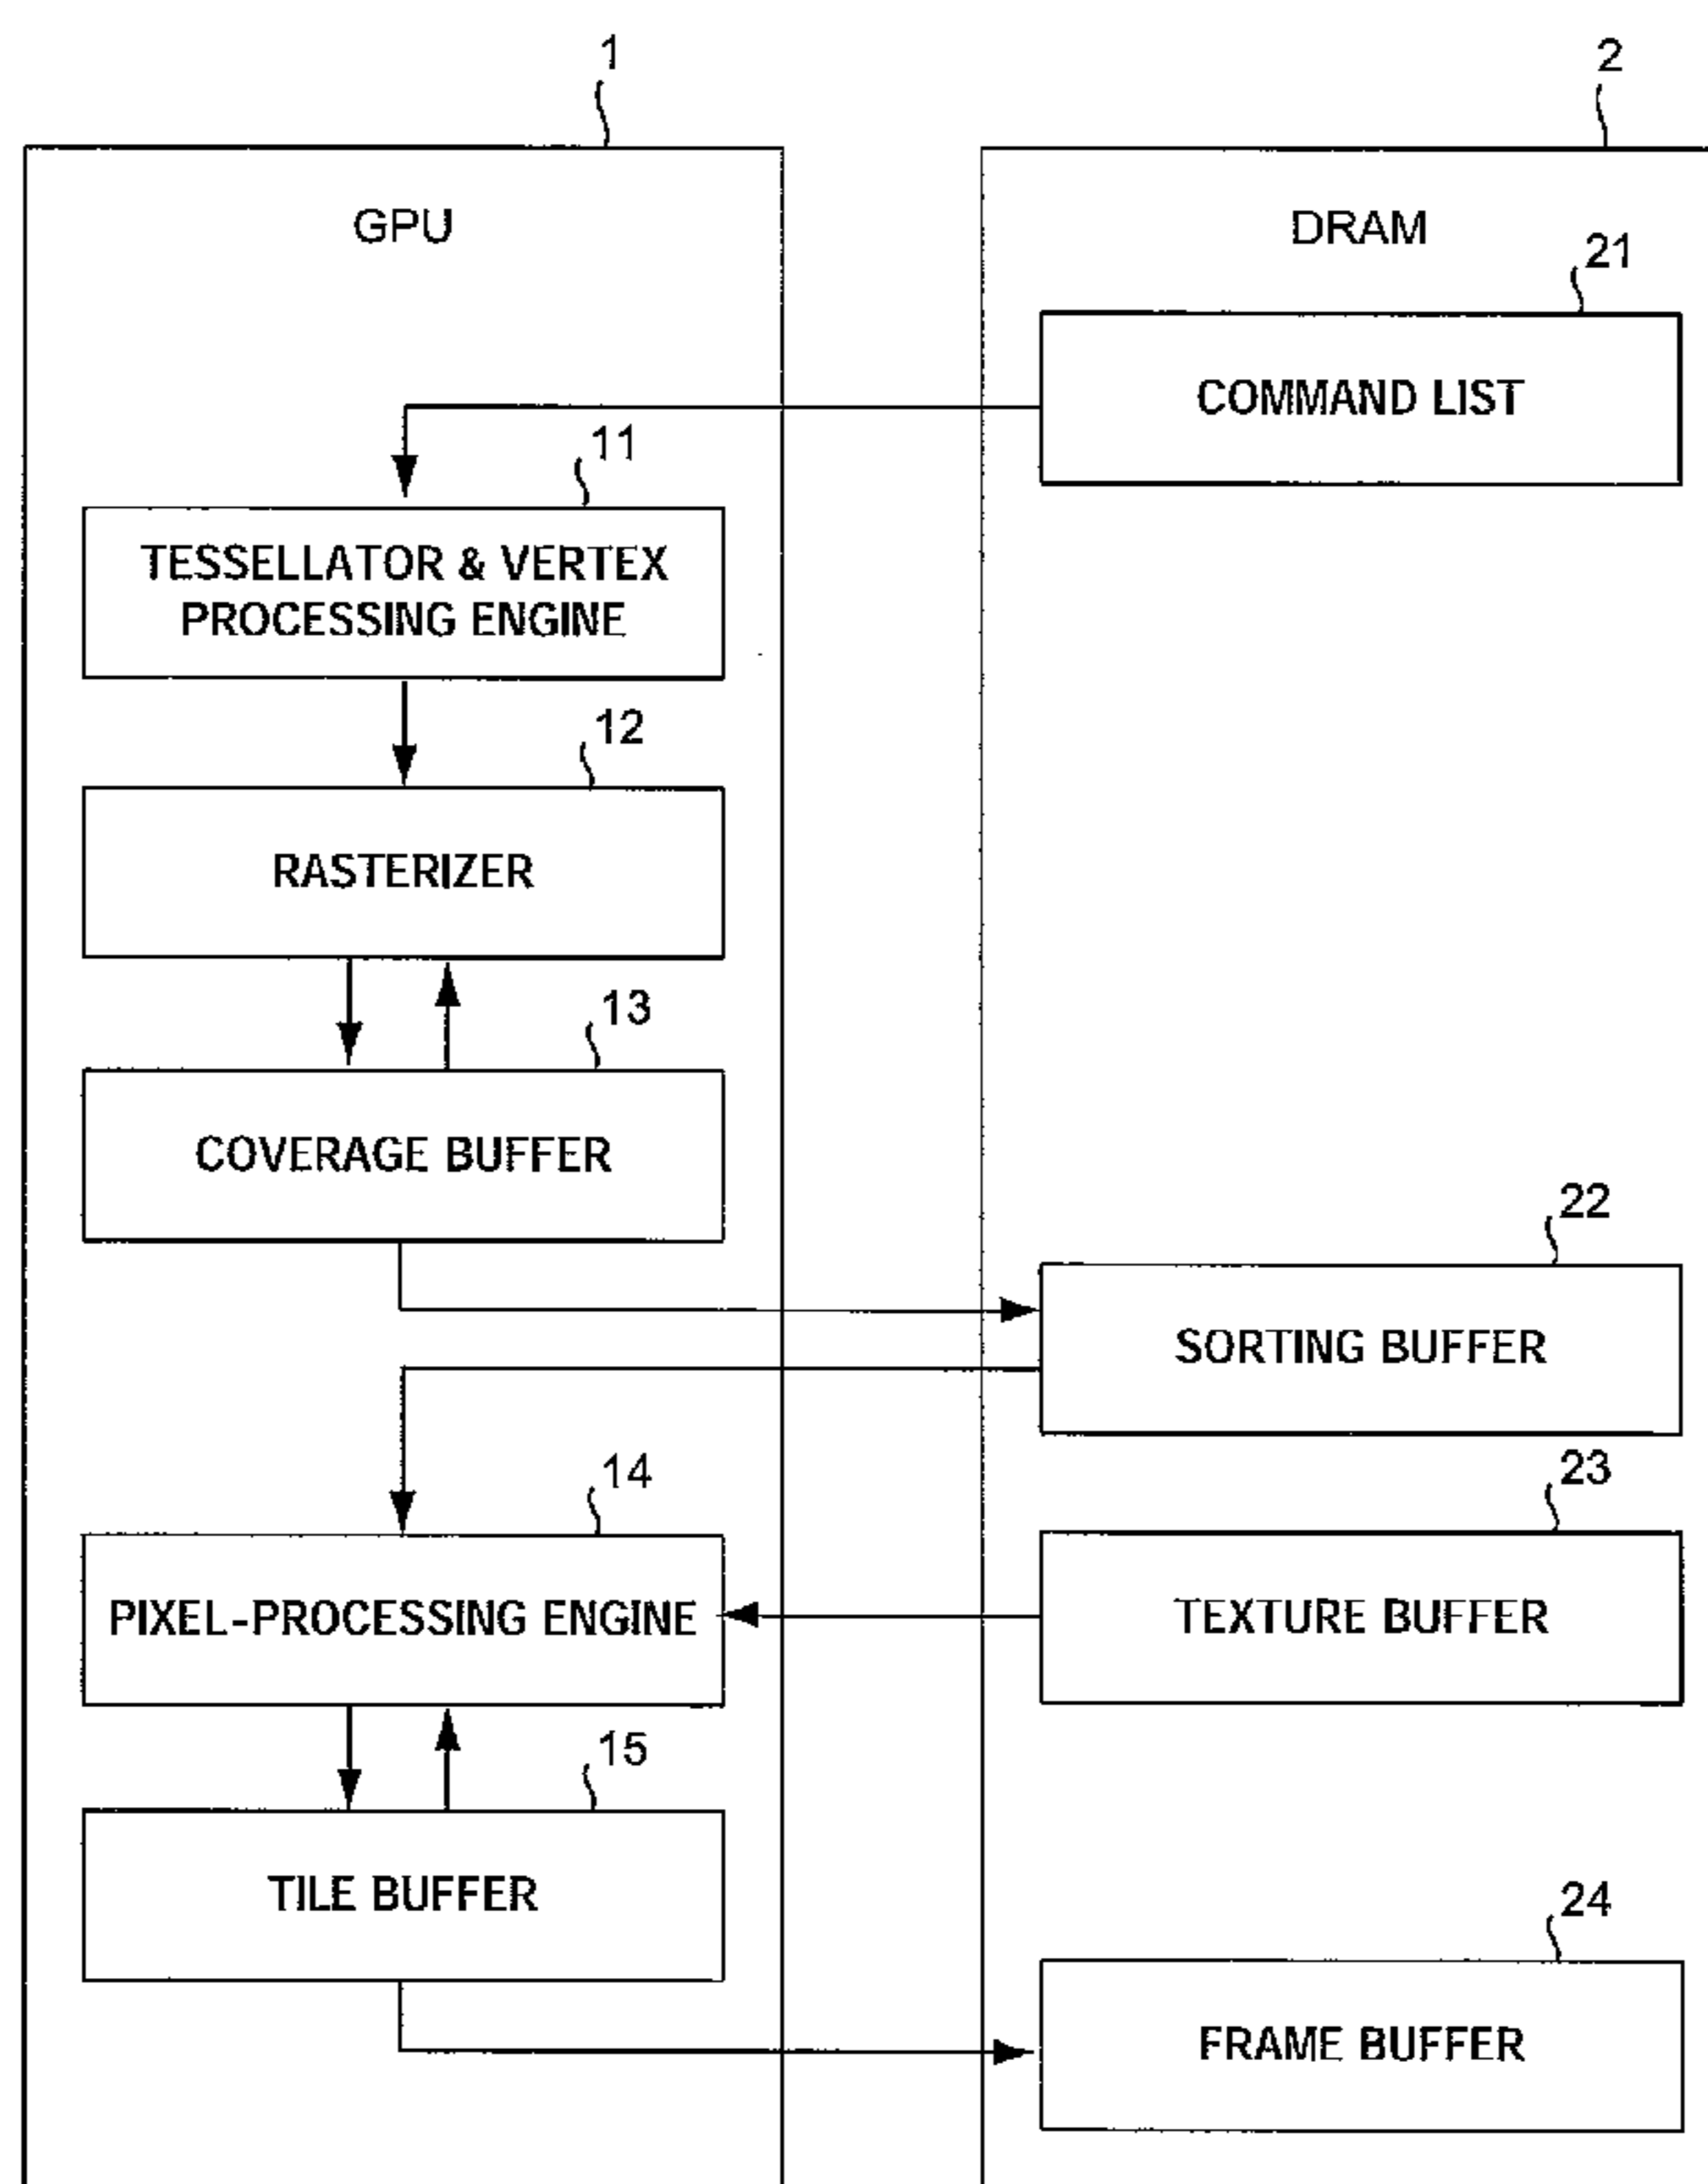 1
2
GPU
DRAM
21
COMMAND LIST
11
TESSELLATOR & VERTEX
PROCESSING ENGINE
12
RASTERIZER
13
COVERAGE BUFFER
22
SORTING BUFFER
14
23
PIXEL-PROCESSING ENGINE
TEXTURE BUFFER
15
TILE BUFFER
24
FRAME BUFFER